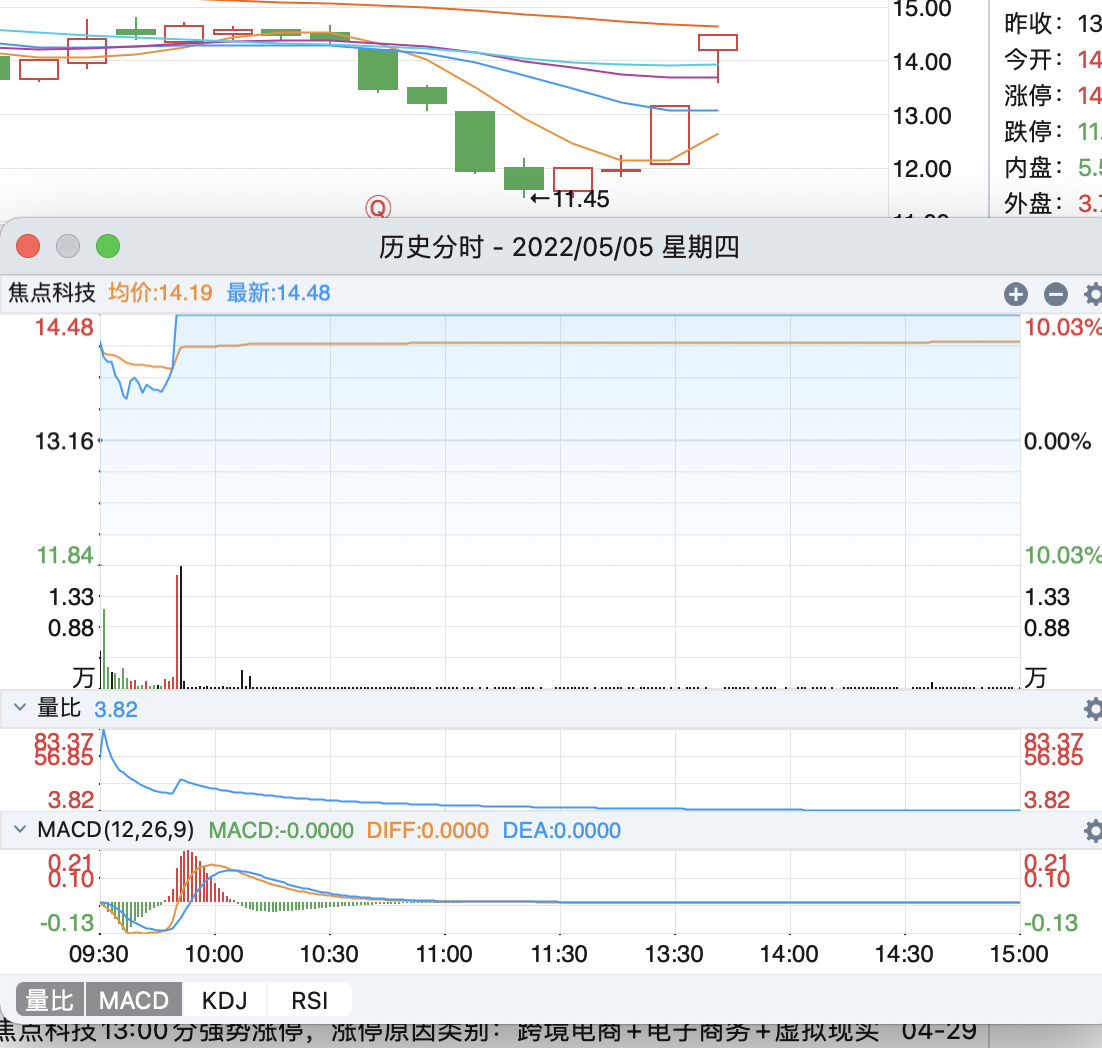 15.00
14.00
13.00
12.00
←11.45
Q
昨收：13
今开：14
涨停：14
跌停：11.
内盘：5.5
外盘：3.7
历史分时 - 2022/05/05 星期四
焦点科技 均价:14.19 最新:14.48
14.48 10.03%
13.16 0.00%
11.84 10.03%
1.33 1.33
0.88 0.88
万 万
量比 3.82
83.37 83.37
56.85 56.85
3.82 3.82
MACD(12,26,9) MACD:-0.0000 DIFF:0.0000 DEA:0.0000
0.21 0.21
0.10 0.10
-0.13 -0.13
09:30 10:00 10:30 11:00 11:30 13:30 14:00 14:30 15:00
量比 MACD KDJ RSI
焦点科技13:00分强势涨停，涨停原因类别：跨境电商+电子商务+虚拟现实 04-29